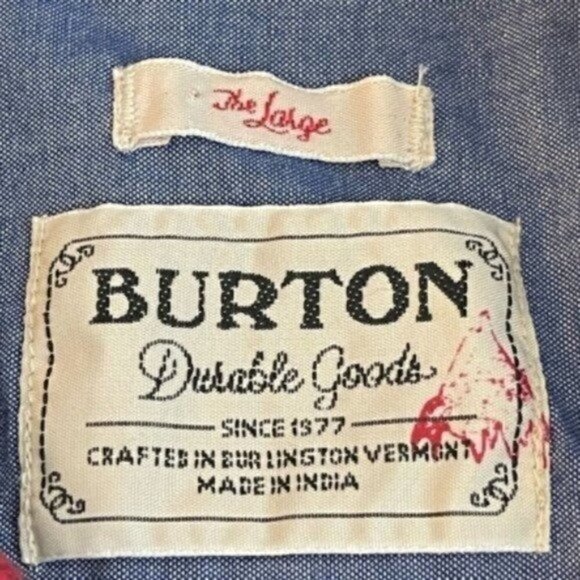 The Large
BURTON
Durable Goods
SINCE 1977
CRAFTED IN BURLINGTON VERMONT
MADE IN INDIA